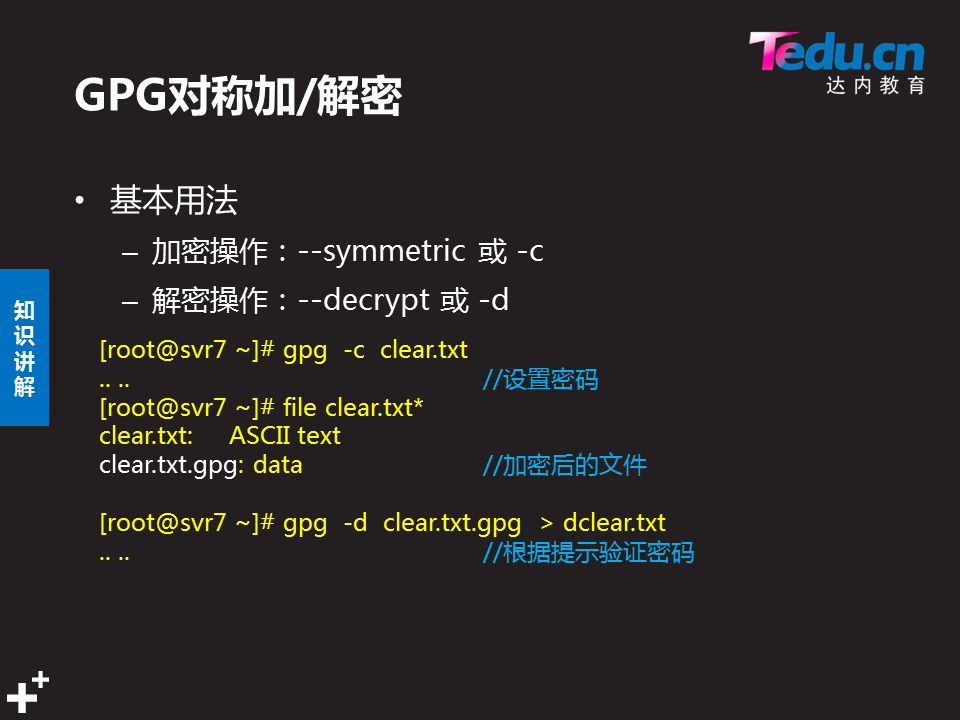 Tedu.cn
达内教育
GPG对称加/解密
• 基本用法
– 加密操作：--symmetric 或 -c
– 解密操作：--decrypt 或 -d
知识讲解
[root@svr7 ~]# gpg -c clear.txt
.. .. //设置密码
[root@svr7 ~]# file clear.txt*
clear.txt: ASCII text
clear.txt.gpg: data //加密后的文件
[root@svr7 ~]# gpg -d clear.txt.gpg > dclear.txt
.. .. //根据提示验证密码